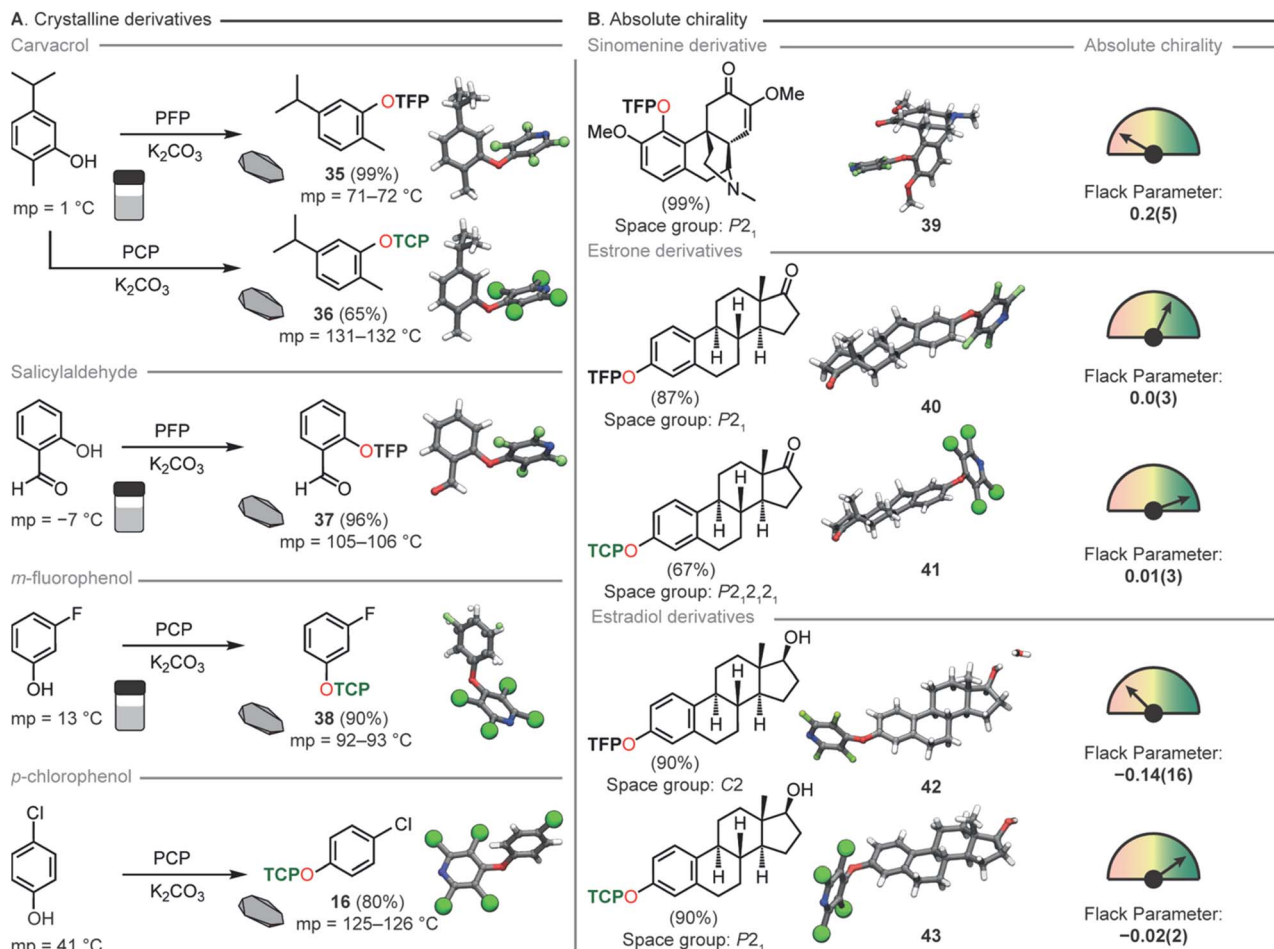 A. Crystalline derivatives
Carvacrol
OH
mp = 1 °C
PFP
K₂CO₃
OTFP
35 (99%)
mp = 71–72 °C
PCP
K₂CO₃
OTCP
36 (65%)
mp = 131–132 °C
Salicylaldehyde
OH
H
O
mp = −7 °C
PFP
K₂CO₃
OTFP
H
O
37 (96%)
mp = 105–106 °C
m-fluorophenol
F
OH
mp = 13 °C
PCP
K₂CO₃
F
OTCP
38 (90%)
mp = 92–93 °C
p-chlorophenol
Cl
OH
mp = 41 °C
PCP
K₂CO₃
Cl
TCPO
16 (80%)
mp = 125–126 °C
B. Absolute chirality
Sinomenine derivative
Absolute chirality
O
TFPO
OMe
MeO
N
(99%)
Space group: P2₁
39
Flack Parameter:
0.2(5)
Estrone derivatives
O
H
H
H
TFPO
(87%)
Space group: P2₁
40
Flack Parameter:
0.0(3)
O
H
H
H
TCPO
(67%)
Space group: P2₁2₁2₁
41
Flack Parameter:
0.01(3)
Estradiol derivatives
OH
H
H
H
TFPO
(90%)
Space group: C2
42
Flack Parameter:
−0.14(16)
OH
H
H
H
TCPO
(90%)
Space group: P2₁
43
Flack Parameter:
−0.02(2)